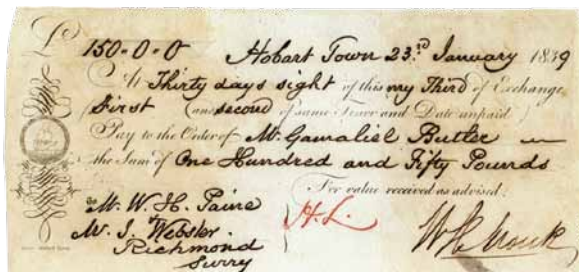 £ 150-0-0 Hobart Town 23rd January 1839
At Thirty days sight of this my Third of Exchange
First (and second of same Tenor and Date unpaid)
Pay to the Order of Mr. Gamaliel Butler
the Sum of One Hundred and Fifty Pounds
For value received as advised:
To Mr. W. H. Paine
Mr. S. Webster.
Richmond
Surry
H.L.